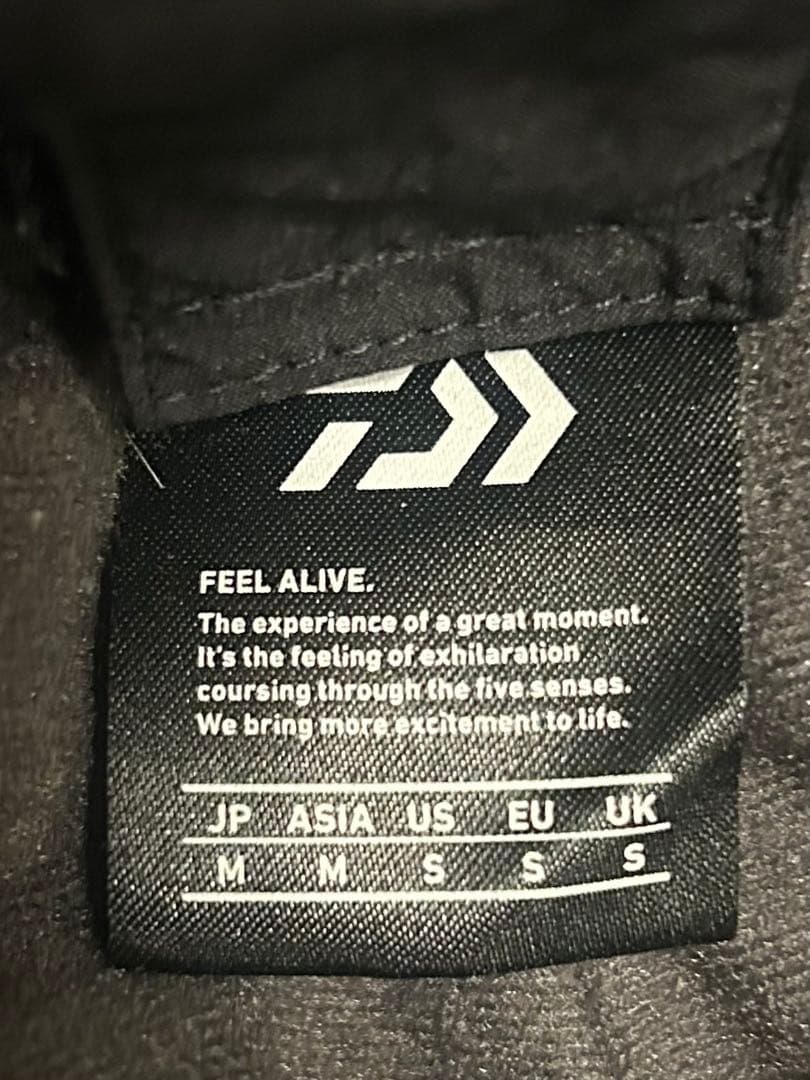 FEEL ALIVE.
The experience of a great moment.
It's the feeling of exhilaration
coursing through the five senses.
We bring more excitement to life.
JP ASIA US EU UK
M M S S S